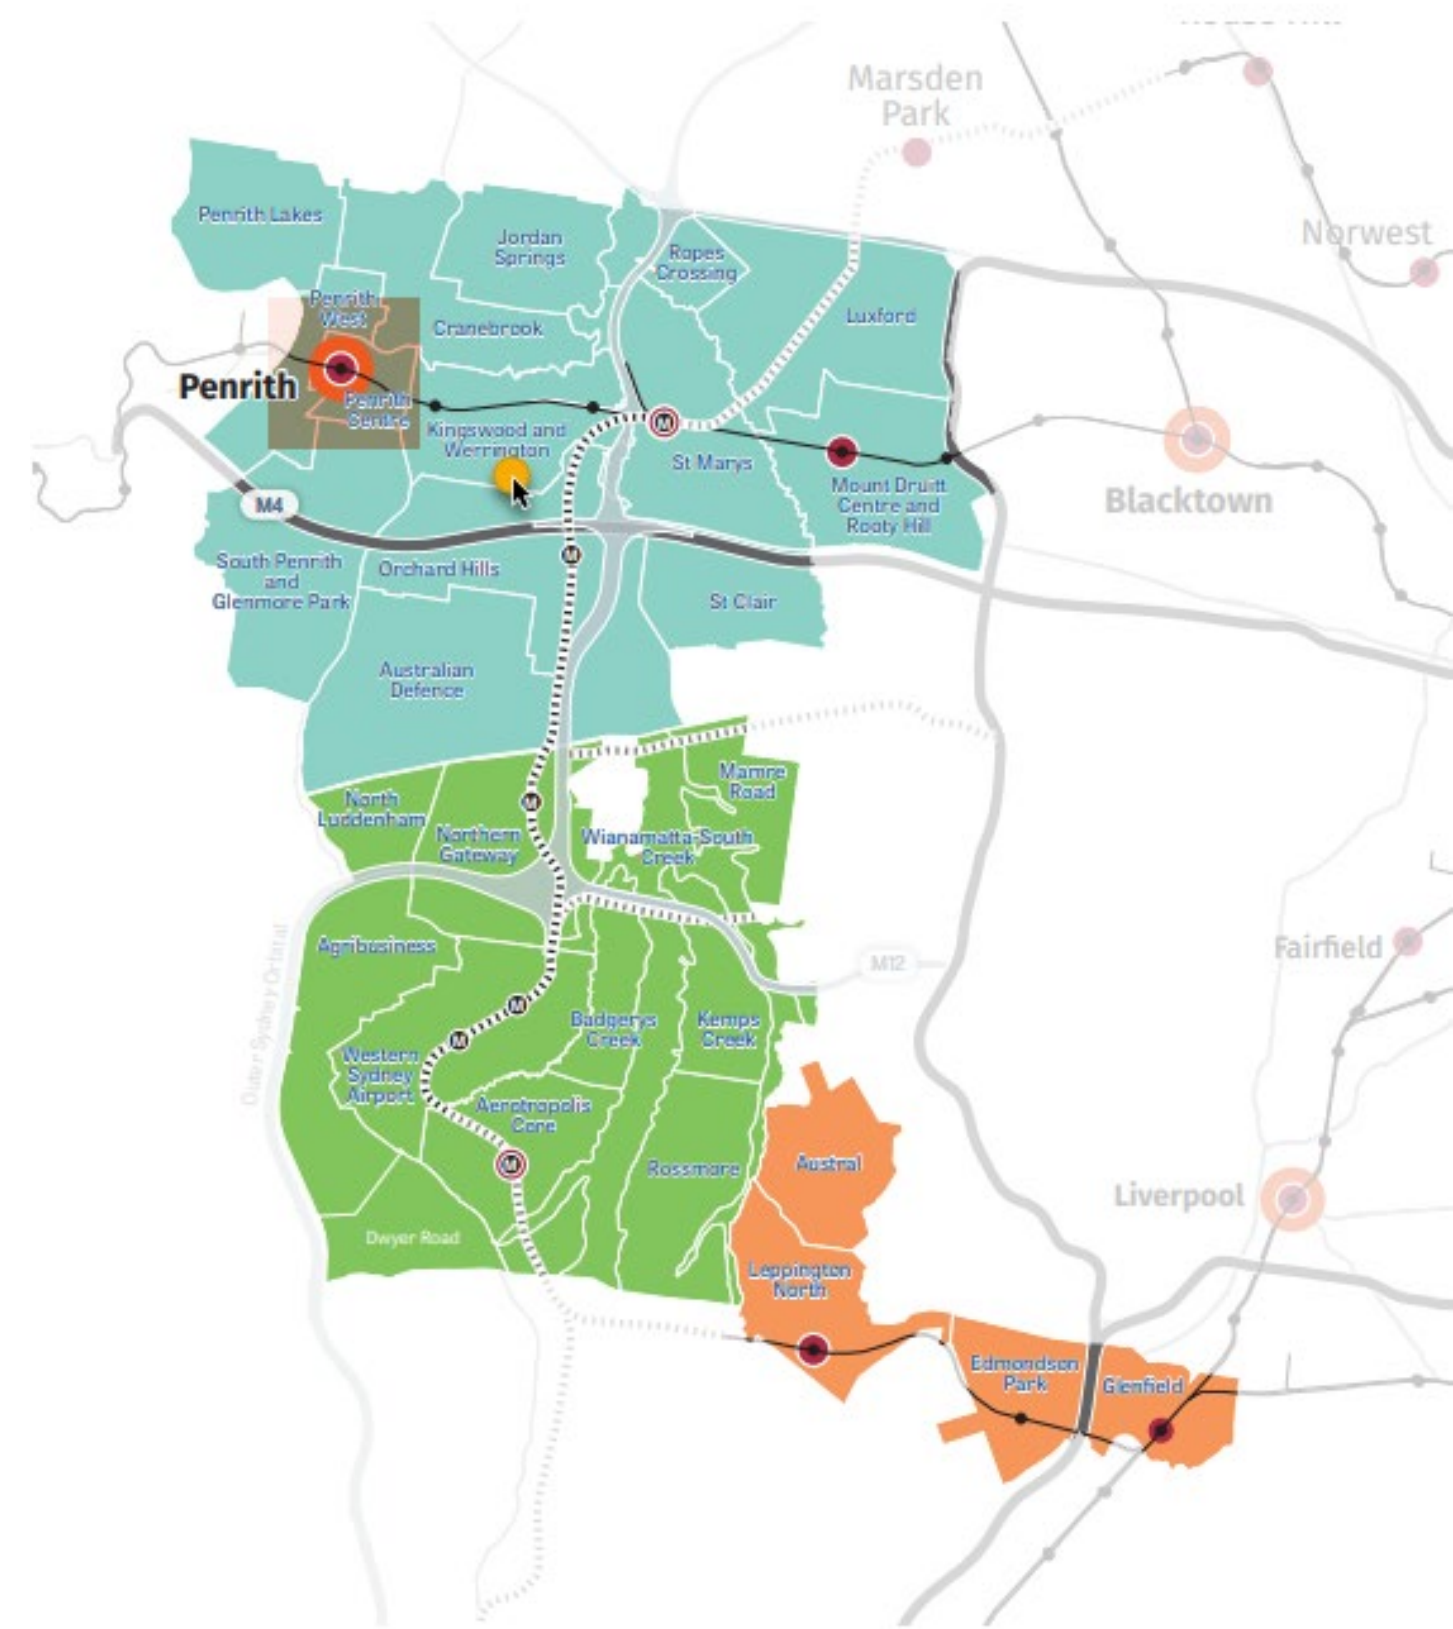 Marsden
Park
Norwest
Penrith Lakes
Jordan
Springs
Ropes
Crossing
Penrith
West
Cranebrook
Luxford
Penrith
Penrith
Centre
Kingswood and
Werrington
M
St Marys
Mount Druitt
Centre and
Rooty Hill
Blacktown
M4
M
South Penrith
and
Glenmore Park
Orchard Hills
St Clair
Australian
Defence
North
Luddenham
M
Northern
Gateway
Mamre
Road
Wianamatta-South
Creek
Agribusiness
M12
Fairfield
Outer Sydney Orbital
M
M
Western
Sydney
Airport
Badgerys
Creek
Kemps
Creek
Aerotropolis
Core
M
Rossmore
Austral
Liverpool
Dwyer Road
Leppington
North
Edmondson
Park
Glenfield